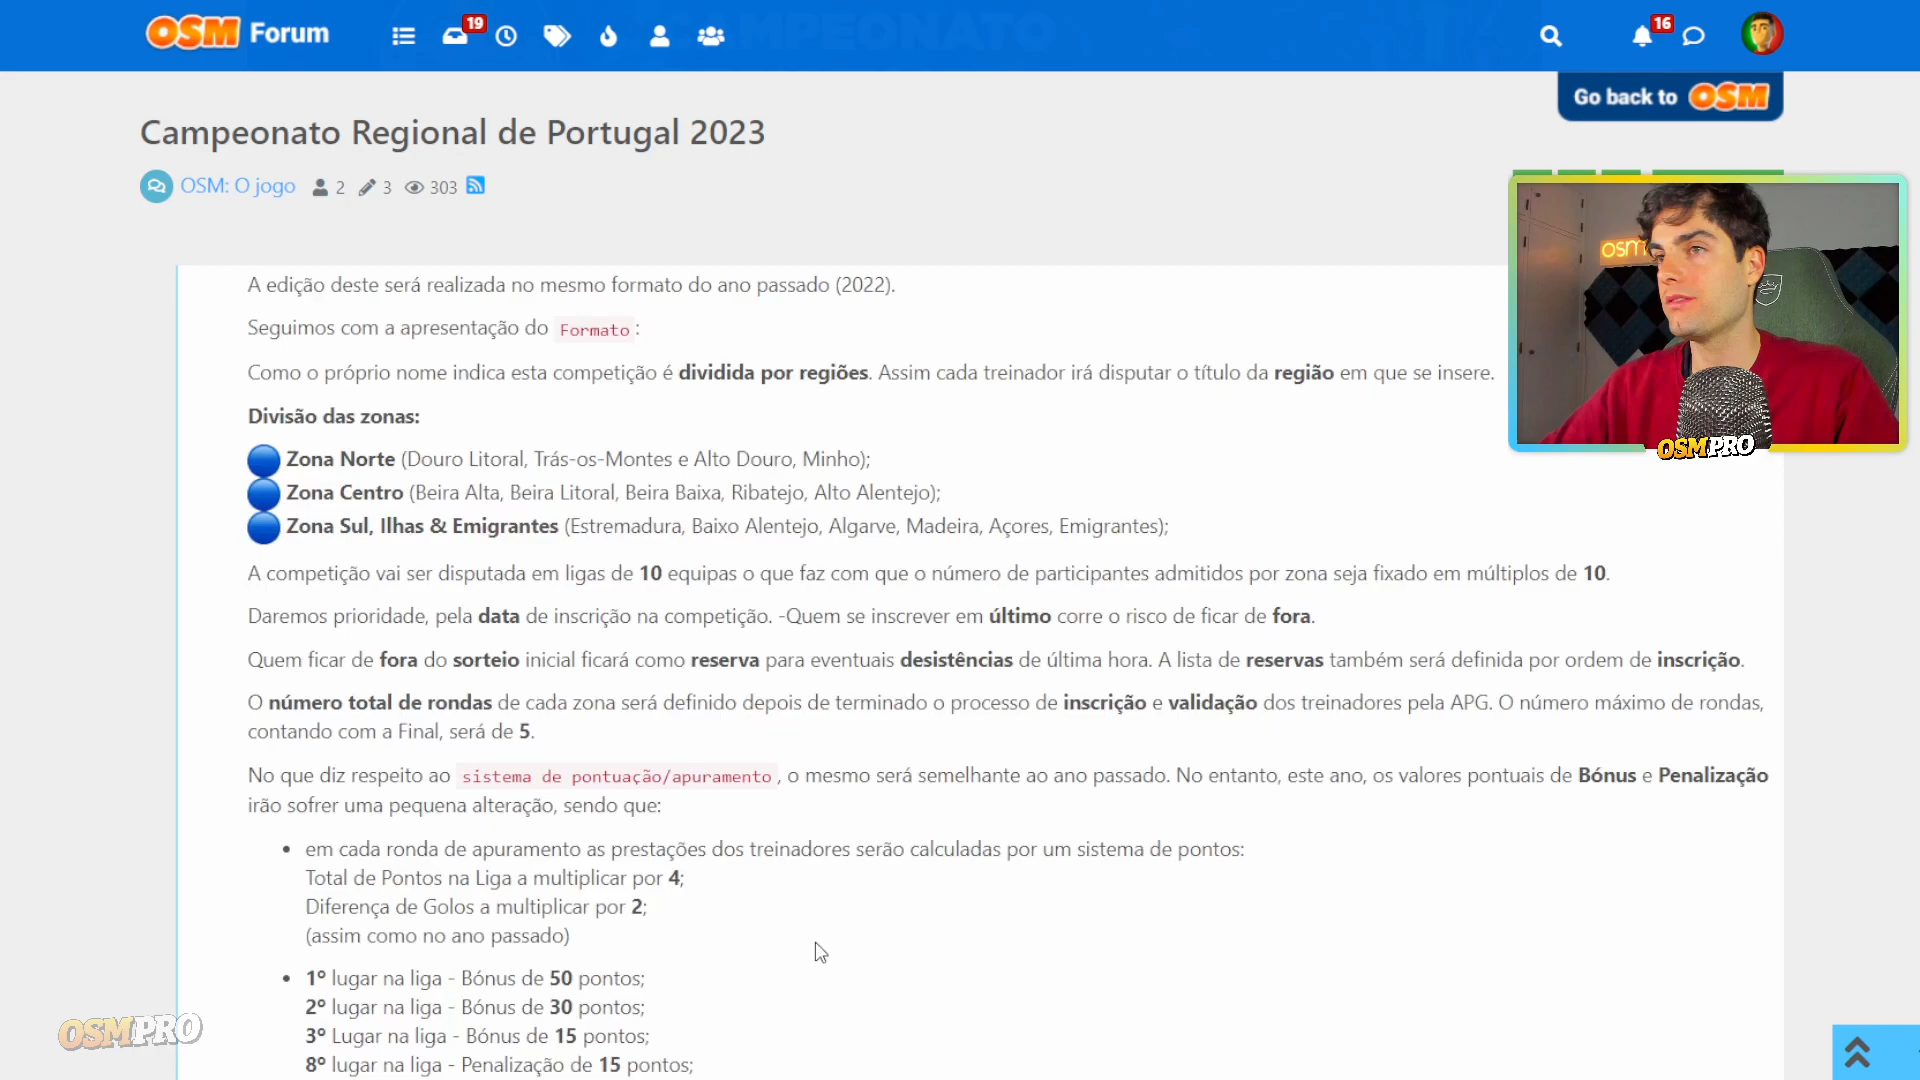 OSM Forum
19
CAMPEONATO
16
Go back to OSM
Campeonato Regional de Portugal 2023
OSM: O jogo 2 3 303
osm
A edição deste será realizada no mesmo formato do ano passado (2022).
Seguimos com a apresentação do Formato:
Como o próprio nome indica esta competição é dividida por regiões. Assim cada treinador irá disputar o título da região em que se insere.
OSMPRO
Divisão das zonas:
Zona Norte (Douro Litoral, Trás-os-Montes e Alto Douro, Minho);
Zona Centro (Beira Alta, Beira Litoral, Beira Baixa, Ribatejo, Alto Alentejo);
Zona Sul, Ilhas & Emigrantes (Estremadura, Baixo Alentejo, Algarve, Madeira, Açores, Emigrantes);
A competição vai ser disputada em ligas de 10 equipas o que faz com que o número de participantes admitidos por zona seja fixado em múltiplos de 10.
Daremos prioridade, pela data de inscrição na competição. -Quem se inscrever em último corre o risco de ficar de fora.
Quem ficar de fora do sorteio inicial ficará como reserva para eventuais desistências de última hora. A lista de reservas também será definida por ordem de inscrição.
O número total de rondas de cada zona será definido depois de terminado o processo de inscrição e validação dos treinadores pela APG. O número máximo de rondas,
contando com a Final, será de 5.
No que diz respeito ao sistema de pontuação/apuramento, o mesmo será semelhante ao ano passado. No entanto, este ano, os valores pontuais de Bónus e Penalização
irão sofrer uma pequena alteração, sendo que:
• em cada ronda de apuramento as prestações dos treinadores serão calculadas por um sistema de pontos:
Total de Pontos na Liga a multiplicar por 4;
Diferença de Golos a multiplicar por 2;
(assim como no ano passado)
• 1º lugar na liga - Bónus de 50 pontos;
2º lugar na liga - Bónus de 30 pontos;
3º Lugar na liga - Bónus de 15 pontos;
8º lugar na liga - Penalização de 15 pontos;
OSMPRO